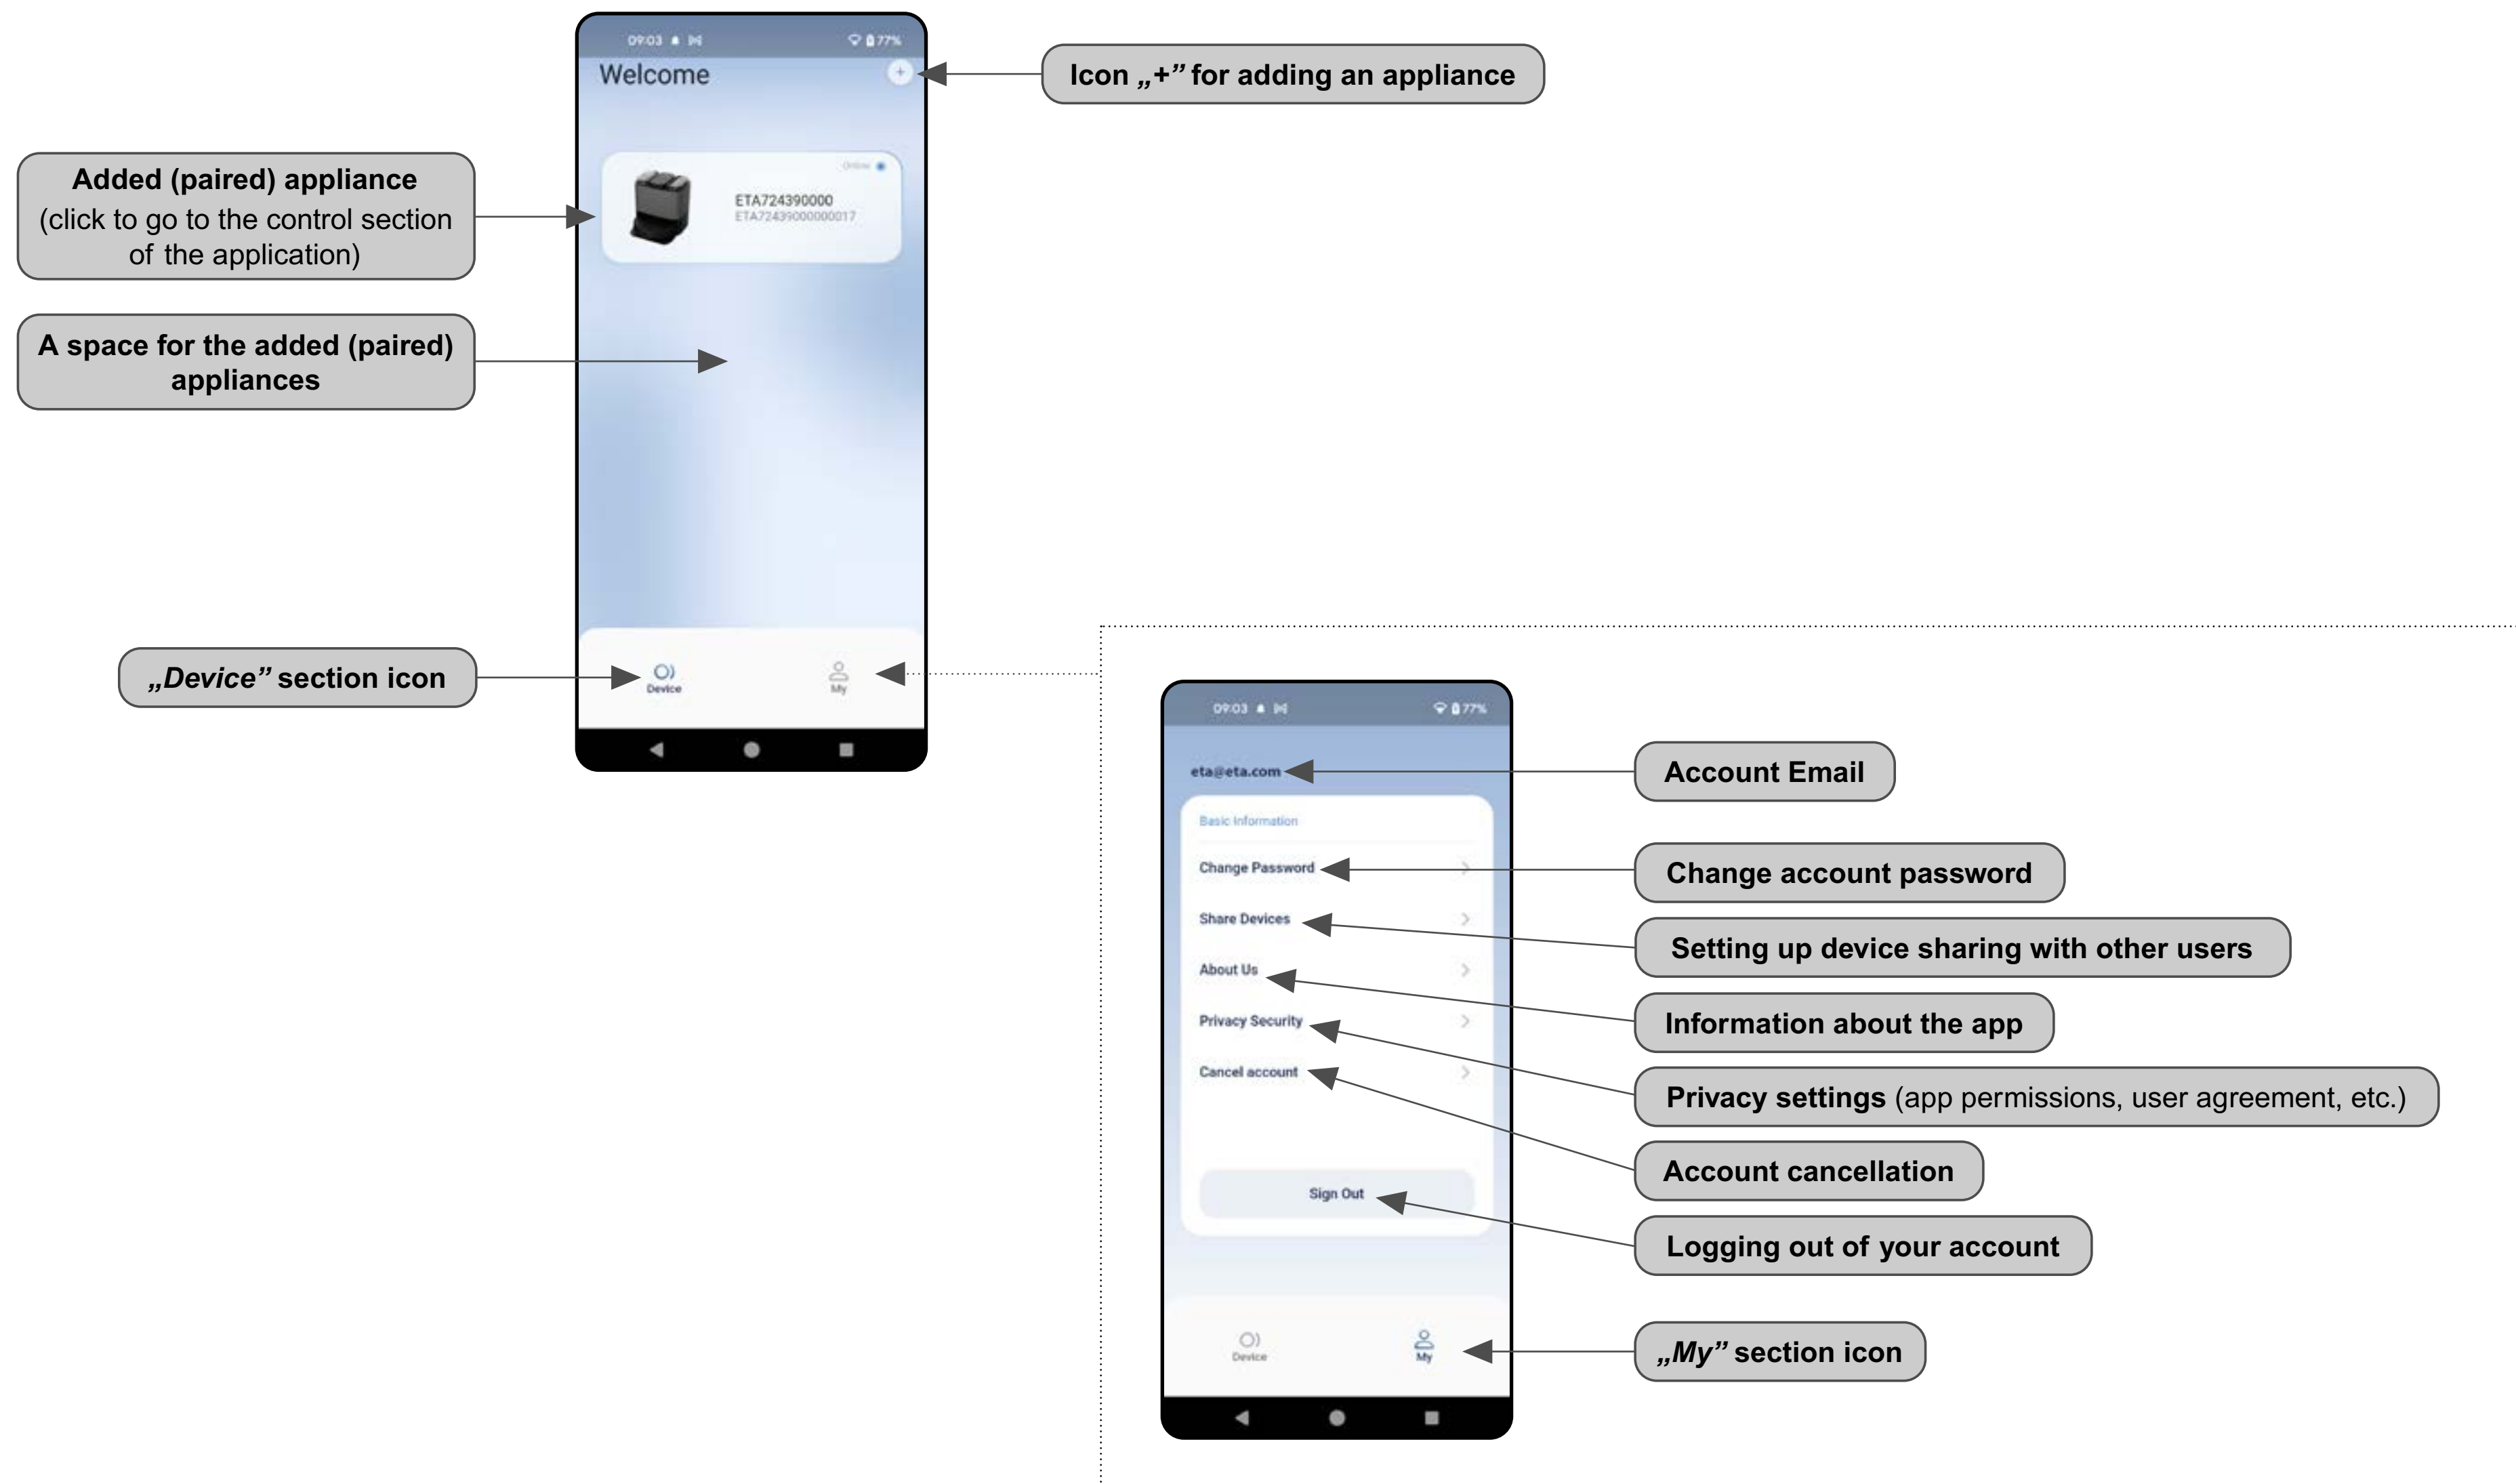 09:03
77%
Welcome
+
Icon „+” for adding an appliance
Added (paired) appliance
(click to go to the control section
of the application)
Online
ETA724390000
ETA72439000000017
A space for the added (paired)
appliances
„Device” section icon
Device
My
09:03
77%
eta@eta.com
Account Email
Basic Information
Change Password
Change account password
Share Devices
Setting up device sharing with other users
About Us
Information about the app
Privacy Security
Privacy settings (app permissions, user agreement, etc.)
Cancel account
Account cancellation
Sign Out
Logging out of your account
Device
My
„My” section icon